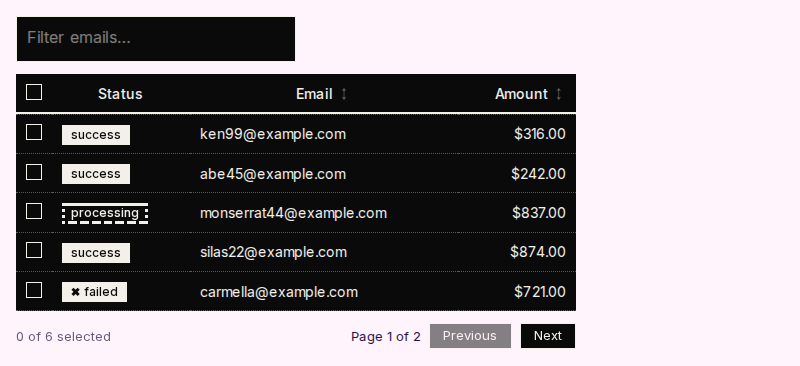 Filter emails...
Status Email ↕ Amount ↕
success ken99@example.com $316.00
success abe45@example.com $242.00
processing monserrat44@example.com $837.00
success silas22@example.com $874.00
✖ failed carmella@example.com $721.00
0 of 6 selected Page 1 of 2 Previous Next